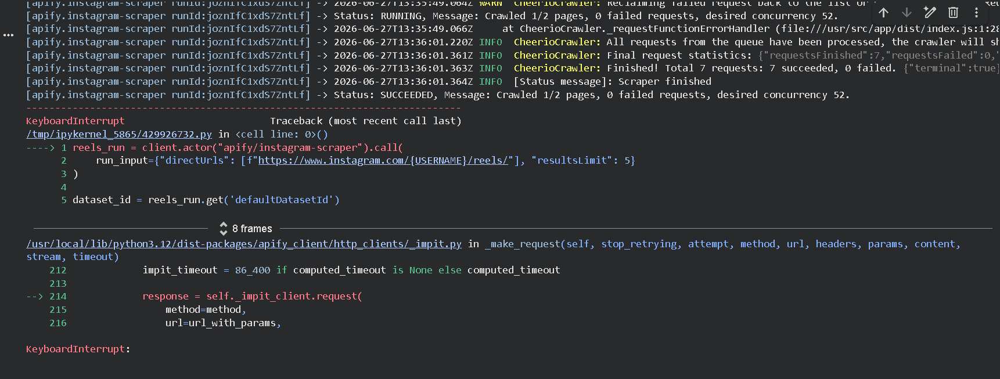 [apify.instagram-scraper runId:joznIfC1xdS7ZntLf] -> 2026-06-27T13:35:49.064Z WARN  CheerioCrawler: Reclaiming failed request back to the list or
[apify.instagram-scraper runId:joznIfC1xdS7ZntLf] -> Status: RUNNING, Message: Crawled 1/2 pages, 0 failed requests, desired concurrency 52.
[apify.instagram-scraper runId:joznIfC1xdS7ZntLf] -> 2026-06-27T13:35:49.066Z     at CheerioCrawler._requestFunctionErrorHandler (file:///usr/src/app/dist/index.js:1:28
[apify.instagram-scraper runId:joznIfC1xdS7ZntLf] -> 2026-06-27T13:36:01.220Z INFO  CheerioCrawler: All requests from the queue have been processed, the crawler will sh
[apify.instagram-scraper runId:joznIfC1xdS7ZntLf] -> 2026-06-27T13:36:01.361Z INFO  CheerioCrawler: Final request statistics: {"requestsFinished":7,"requestsFailed":0,"
[apify.instagram-scraper runId:joznIfC1xdS7ZntLf] -> 2026-06-27T13:36:01.363Z INFO  CheerioCrawler: Finished! Total 7 requests: 7 succeeded, 0 failed. {"terminal":true}
[apify.instagram-scraper runId:joznIfC1xdS7ZntLf] -> 2026-06-27T13:36:01.364Z INFO  [Status message]: Scraper finished
[apify.instagram-scraper runId:joznIfC1xdS7ZntLf] -> Status: SUCCEEDED, Message: Crawled 1/2 pages, 0 failed requests, desired concurrency 52.
---------------------------------------------------------------------------
KeyboardInterrupt                         Traceback (most recent call last)
/tmp/ipykernel_5865/429926732.py in <cell line: 0>()
----> 1 reels_run = client.actor("apify/instagram-scraper").call(
      2     run_input={"directUrls": [f"https://www.instagram.com/{USERNAME}/reels/"], "resultsLimit": 5}
      3 )
      4
      5 dataset_id = reels_run.get('defaultDatasetId')
8 frames
/usr/local/lib/python3.12/dist-packages/apify_client/http_clients/_impit.py in _make_request(self, stop_retrying, attempt, method, url, headers, params, content,
stream, timeout)
    212             impit_timeout = 86_400 if computed_timeout is None else computed_timeout
    213
--> 214             response = self._impit_client.request(
    215                 method=method,
    216                 url=url_with_params,
KeyboardInterrupt: